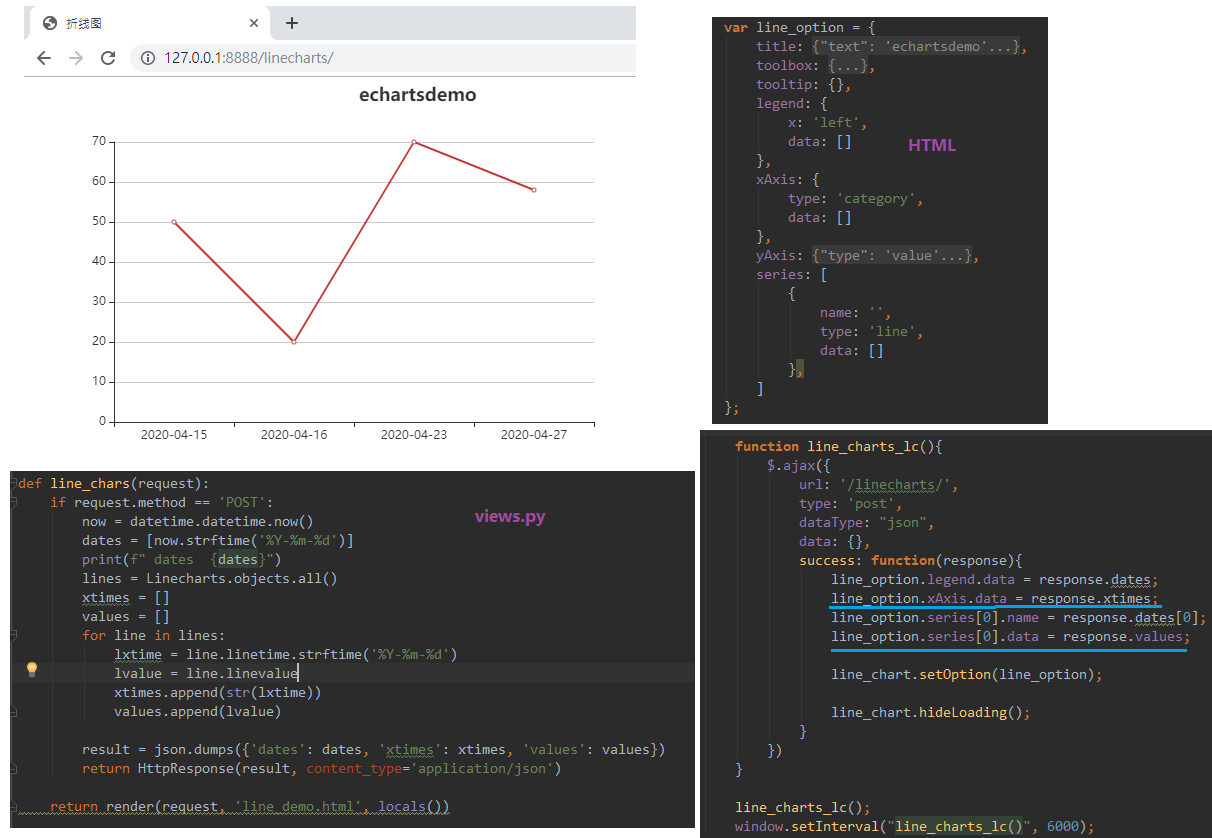 折线图
127.0.0.1:8888/linecharts/
echartsdemo
70
60
50
40
30
20
10
0
2020-04-15 2020-04-16 2020-04-23 2020-04-27
var line_option = {
title: {"text": 'echartsdemo'...},
toolbox: {...},
tooltip: {},
legend: {
x: 'left',
data: []
},
HTML
xAxis: {
type: 'category',
data: []
},
yAxis: {"type": 'value'...},
series: [
{
name: '',
type: 'line',
data: []
},
]
};
def line_chars(request):
if request.method == 'POST':
now = datetime.datetime.now()
dates = [now.strftime('%Y-%m-%d')]
print(f" dates  {dates}")
lines = Linecharts.objects.all()
xtimes = []
values = []
for line in lines:
lxtime = line.linetime.strftime('%Y-%m-%d')
lvalue = line.linevalue
xtimes.append(str(lxtime))
values.append(lvalue)
result = json.dumps({'dates': dates, 'xtimes': xtimes, 'values': values})
return HttpResponse(result, content_type='application/json')
return render(request, 'line_demo.html', locals())
views.py
function line_charts_lc(){
$.ajax({
url: '/linecharts/',
type: 'post',
dataType: "json",
data: {},
success: function(response){
line_option.legend.data = response.dates;
line_option.xAxis.data = response.xtimes;
line_option.series[0].name = response.dates[0];
line_option.series[0].data = response.values;
line_chart.setOption(line_option);
line_chart.hideLoading();
}
})
}
line_charts_lc();
window.setInterval("line_charts_lc()", 6000);